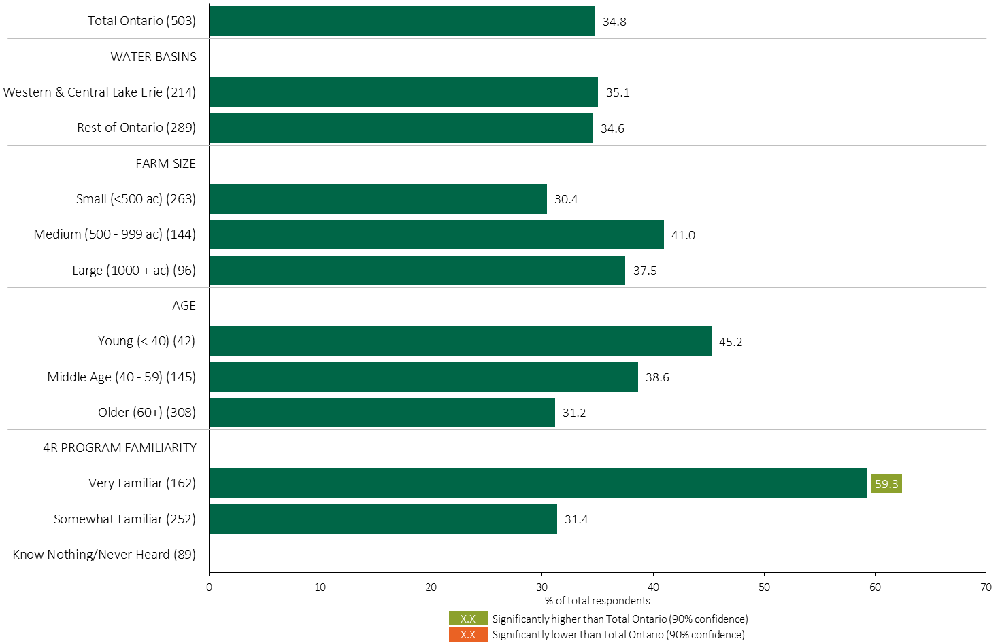 Total Ontario (503) 34.8
WATER BASINS
Western & Central Lake Erie (214) 35.1
Rest of Ontario (289) 34.6
FARM SIZE
Small (<500 ac) (263) 30.4
Medium (500 - 999 ac) (144) 41.0
Large (1000 + ac) (96) 37.5
AGE
Young (< 40) (42) 45.2
Middle Age (40 - 59) (145) 38.6
Older (60+) (308) 31.2
4R PROGRAM FAMILIARITY
Very Familiar (162) 59.3
Somewhat Familiar (252) 31.4
Know Nothing/Never Heard (89)
0 10 20 30 40 50 60 70
% of total respondents
X.X Significantly higher than Total Ontario (90% confidence)
X.X Significantly lower than Total Ontario (90% confidence)